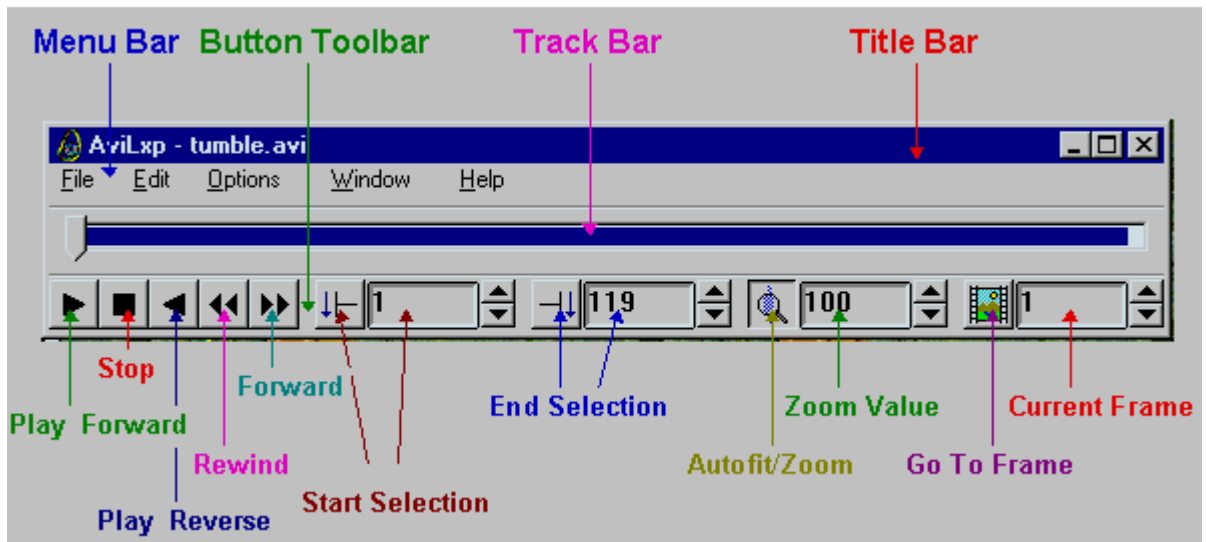 Menu Bar Button Toolbar Track Bar Title Bar
AviLxp - tumble.avi
File Edit Options Window Help
1 119 100 1
Stop
Forward
End Selection Zoom Value Current Frame
Play Forward
Rewind Autofit/Zoom Go To Frame
Start Selection
Play Reverse